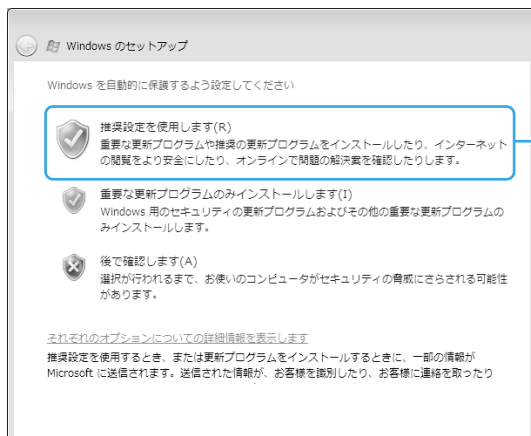 Windows のセットアップ
Windows を自動的に保護するよう設定してください
推奨設定を使用します(R)
重要な更新プログラムや推奨の更新プログラムをインストールしたり、インターネット
の閲覧をより安全にしたり、オンラインで問題の解決案を確認したりします。
重要な更新プログラムのみインストールします(I)
Windows 用のセキュリティの更新プログラムおよびその他の重要な更新プログラムの
みインストールします。
後で確認します(A)
選択が行われるまで、お使いのコンピュータがセキュリティの脅威にさらされる可能性
があります。
それぞれのオプションについての詳細情報を表示します
推奨設定を使用するとき、または更新プログラムをインストールするときに、一部の情報が
Microsoft に送信されます。送信された情報が、お客様を識別したり、お客様に連絡を取ったり